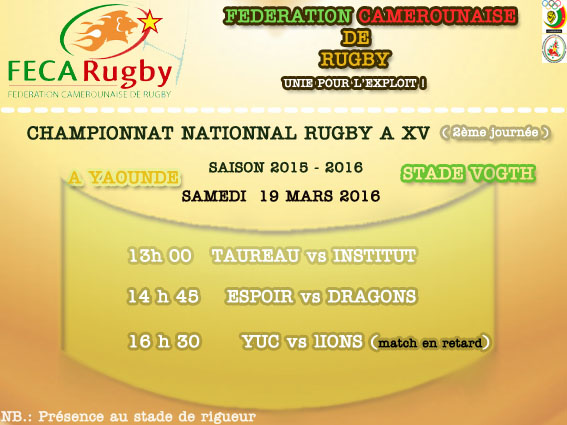 FECARugby
FEDERATION CAMEROUNAISE DE RUGBY
FEDERATION CAMEROUNAISE
DE
RUGBY
UNIE POUR L'EXPLOIT !
CHAMPIONNAT NATIONNAL RUGBY A XV ( 2ème journée )
SAISON 2015 - 2016
A YAOUNDE
STADE VOGTH
SAMEDI 19 MARS 2016
13h 00 TAUREAU vs INSTITUT
14 h 45 ESPOIR vs DRAGONS
16 h 30 YUC vs lIONS (match en retard)
NB.: Présence au stade de rigueur